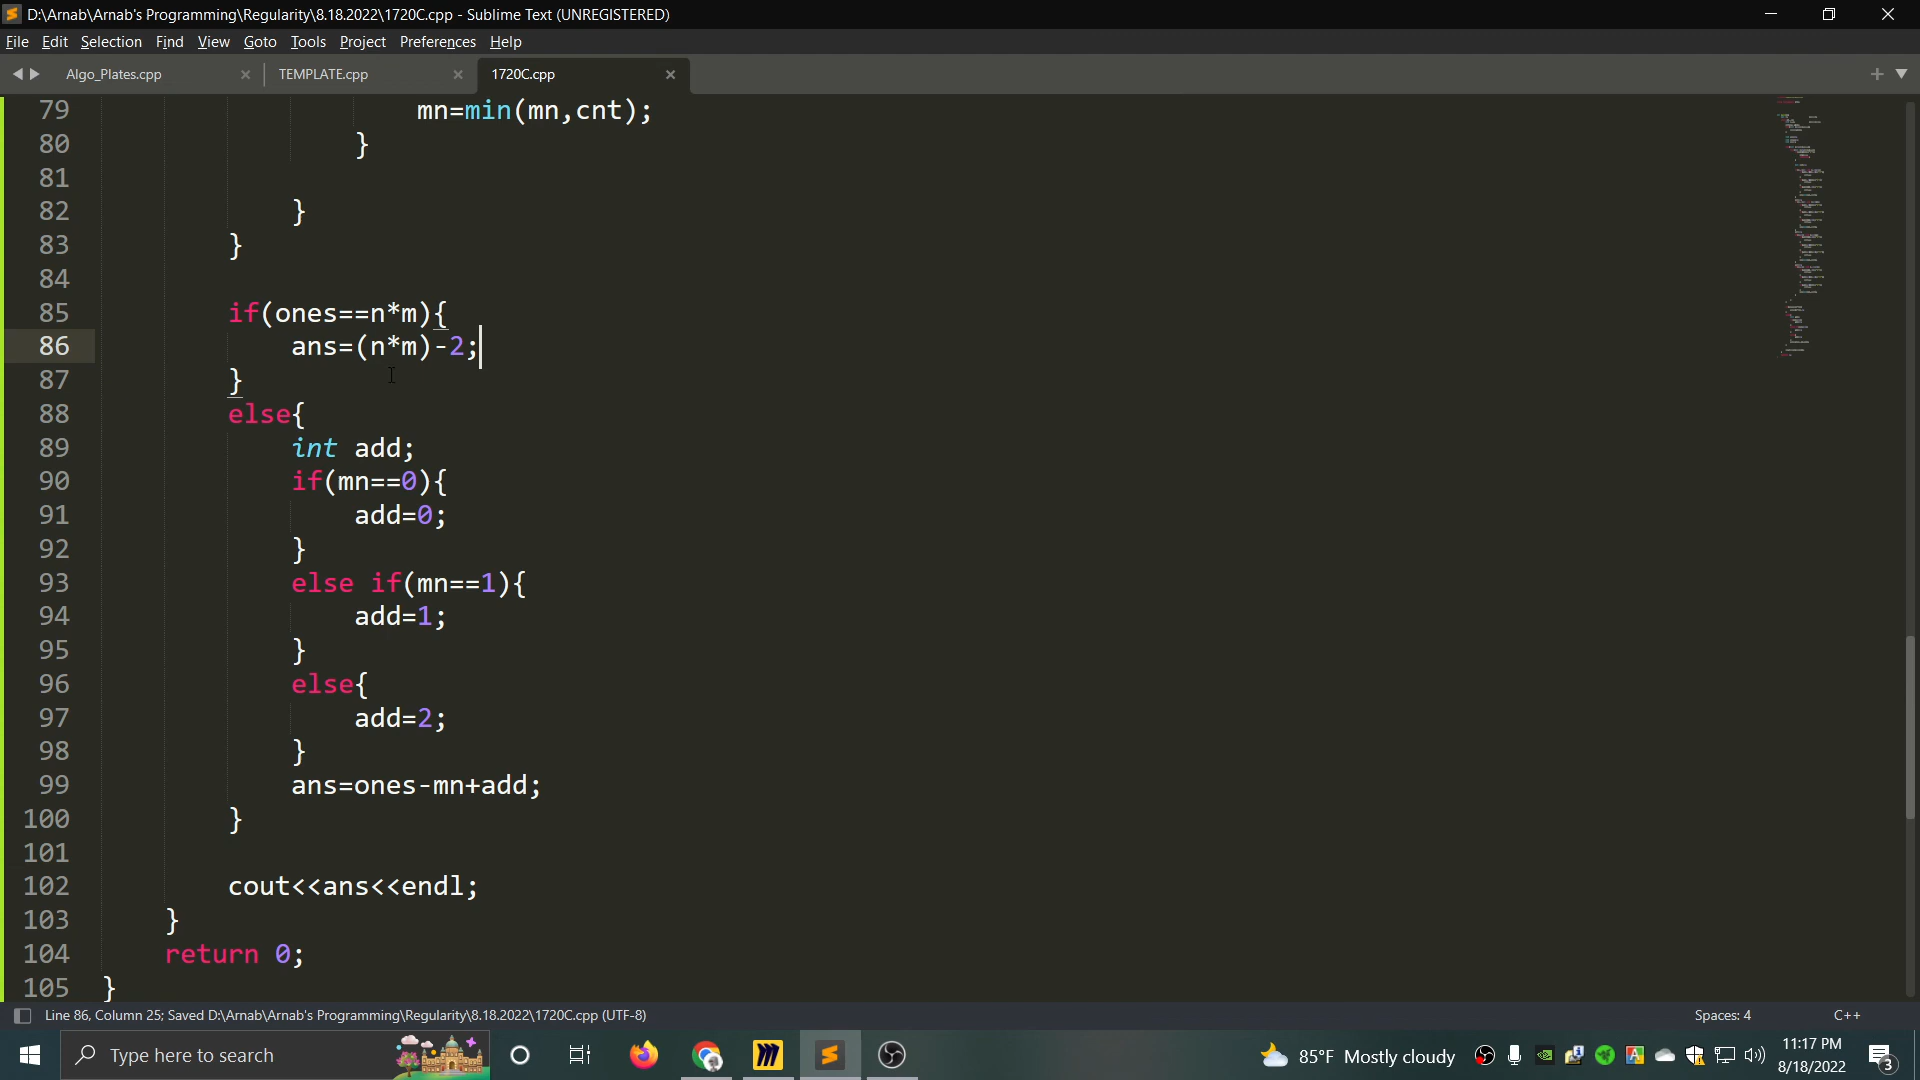 D:\Arnab\Arnab's Programming\Regularity\8.18.2022\1720C.cpp - Sublime Text (UNREGISTERED)
File Edit Selection Find View Goto Tools Project Preferences Help
Algo_Plates.cpp TEMPLATE.cpp 1720C.cpp
79 mn=min(mn,cnt);
80 }
81
82 }
83 }
84
85 if(ones==n*m){
86 ans=(n*m)-2;
87 }
88 else{
89 int add;
90 if(mn==0){
91 add=0;
92 }
93 else if(mn==1){
94 add=1;
95 }
96 else{
97 add=2;
98 }
99 ans=ones-mn+add;
100 }
101
102 cout<<ans<<endl;
103 }
104 return 0;
105 }
Line 86, Column 25; Saved D:\Arnab\Arnab's Programming\Regularity\8.18.2022\1720C.cpp (UTF-8) Spaces: 4 C++
Type here to search 85°F Mostly cloudy 11:17 PM
8/18/2022 3